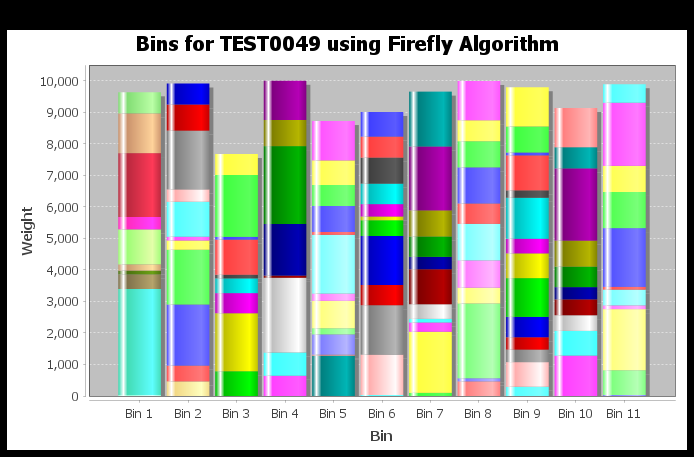 Bins for TEST0049 using Firefly Algorithm
10,000
9,000
8,000
7,000
6,000
5,000
4,000
3,000
2,000
1,000
0
Weight
Bin 1 Bin 2 Bin 3 Bin 4 Bin 5 Bin 6 Bin 7 Bin 8 Bin 9 Bin 10 Bin 11
Bin